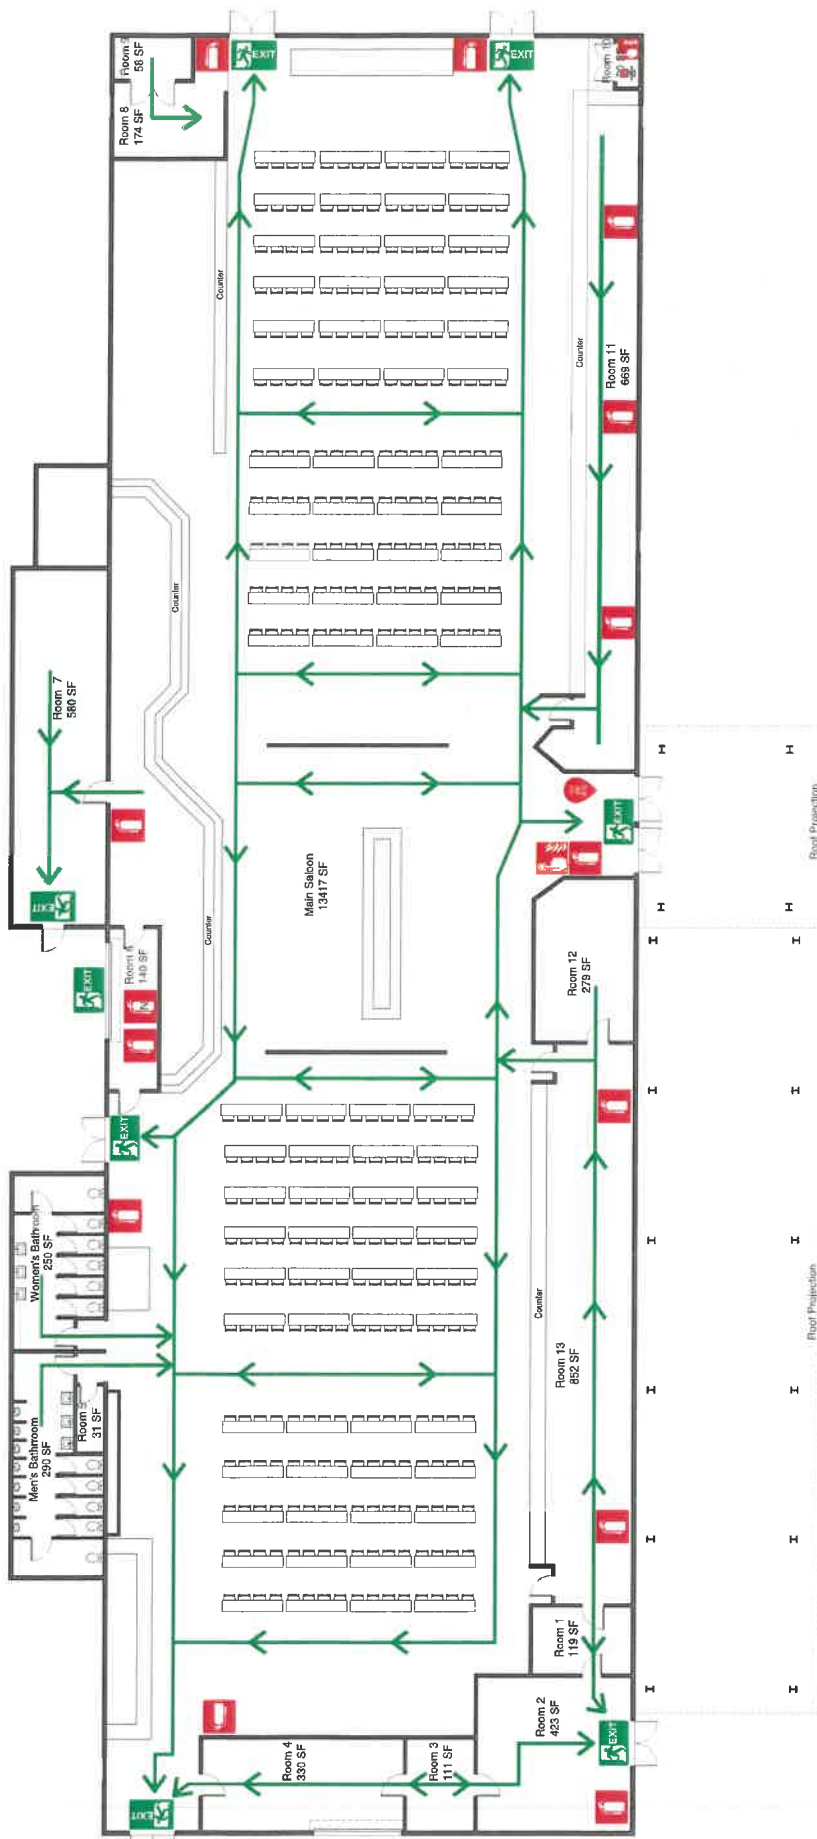 Room 9
58 SF
EXIT
EXIT
Room 10
Room 8
174 SF
Counter
Counter
Room 11
669 SF
Counter
Room 7
580 SF
EXIT
Roof Projection
Main Saloon
13417 SF
EXIT
Counter
Room 12
279 SF
EXIT
140 SF
EXIT
Women's Bathroom
250 SF
Counter
Roof Projection
Room 13
852 SF
Men's Bathroom
290 SF
Room 5
31 SF
Room 1
119 SF
Room 2
423 SF
EXIT
Room 4
330 SF
Room 3
111 SF
EXIT